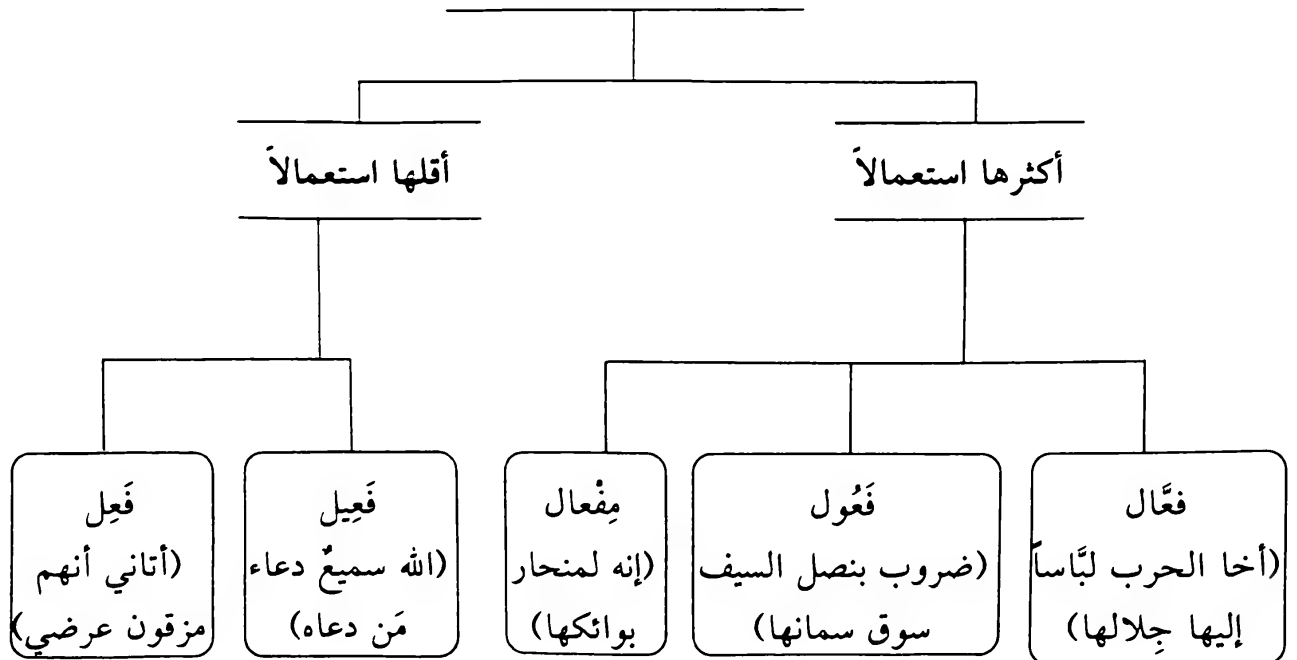 أكثرها استعمالاً
أقلها استعمالاً
فعَّال
(أخا الحرب لبَّاساً
إليها جِلالها)
فَعُول
(ضروب بنصل السيف
سوق سمانها)
مِفْعال
(إنه لمنحار
بوائكها)
فَعِيل
(الله سميعٌ دعاء
مَن دعاه)
فَعِل
(أتاني أنهم
مزقون عرضي)